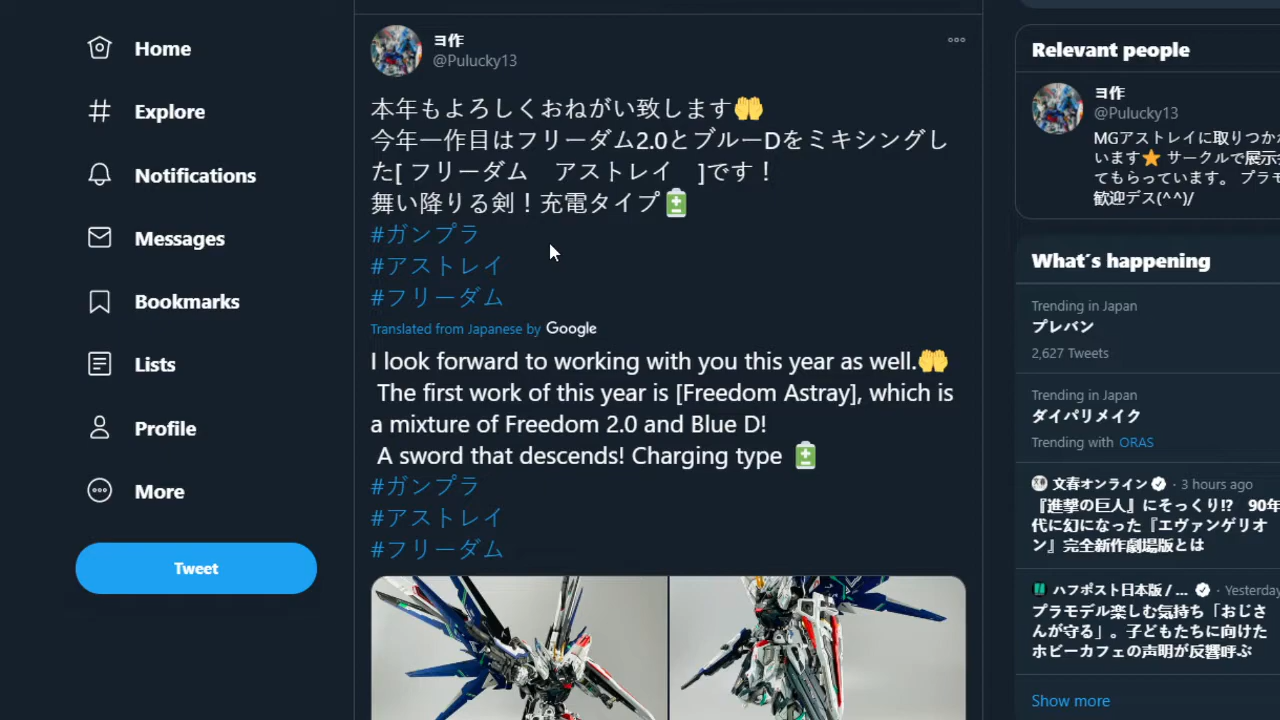 Home
Explore
Notifications
Messages
Bookmarks
Lists
Profile
More
Tweet
ヨ作
@Pulucky13
本年もよろしくおねがい致します🤲
今年一作目はフリーダム2.0とブルーDをミキシングし
た[ フリーダム　アストレイ　]です！
舞い降りる剣！充電タイプ🔋
#ガンプラ
#アストレイ
#フリーダム
Translated from Japanese by Google
I look forward to working with you this year as well.🤲
The first work of this year is [Freedom Astray], which is
a mixture of Freedom 2.0 and Blue D!
A sword that descends! Charging type 🔋
#ガンプラ
#アストレイ
#フリーダム
Relevant people
ヨ作
@Pulucky13
MGアストレイに取りつか
います⭐ サークルで展示
てもらっています。 プラモ
歓迎デス(^^)/
What´s happening
Trending in Japan
プレバン
2,627 Tweets
Trending in Japan
ダイパリメイク
Trending with ORAS
文春オンライン · 3 hours ago
『進撃の巨人』にそっくり!?　90年
代に幻になった『エヴァンゲリオ
ン』完全新作劇場版とは
ハフポスト日本版 / ... · Yesterday
プラモデル楽しむ気持ち「おじさ
んが守る」。子どもたちに向けた
ホビーカフェの声明が反響呼ぶ
Show more